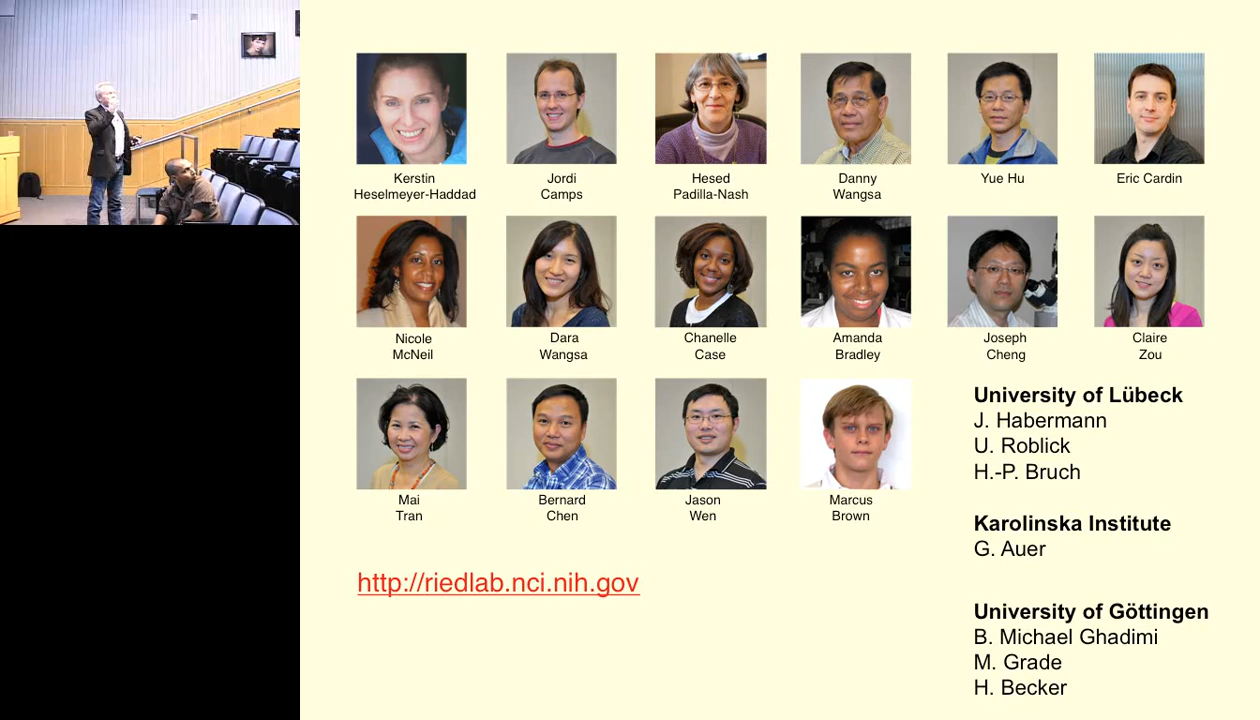 Kerstin
Heselmeyer-Haddad
Jordi
Camps
Hesed
Padilla-Nash
Danny
Wangsa
Yue Hu
Eric Cardin
Nicole
McNeil
Dara
Wangsa
Chanelle
Case
Amanda
Bradley
Joseph
Cheng
Claire
Zou
Mai
Tran
Bernard
Chen
Jason
Wen
Marcus
Brown
University of Lübeck
J. Habermann
U. Roblick
H.-P. Bruch
Karolinska Institute
G. Auer
http://riedlab.nci.nih.gov
University of Göttingen
B. Michael Ghadimi
M. Grade
H. Becker